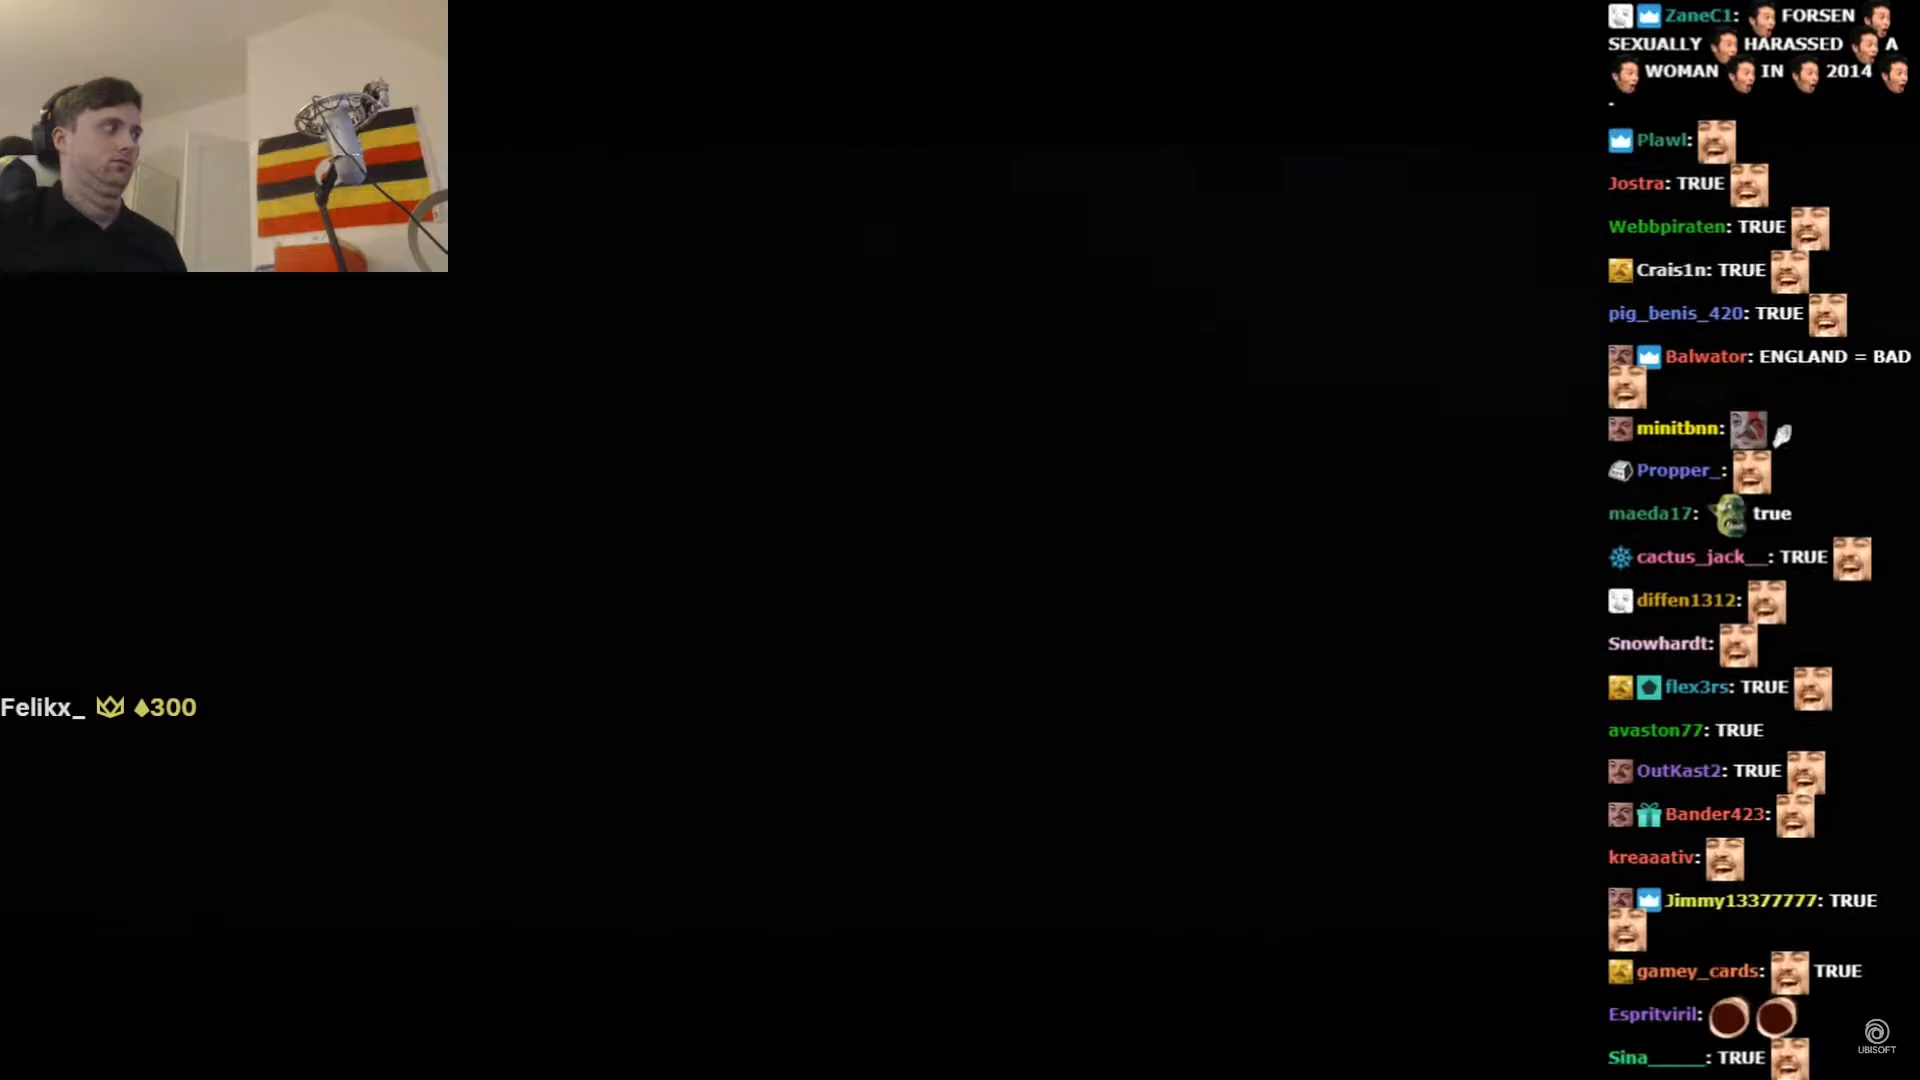 ZaneC1: FORSEN
SEXUALLY HARASSED A
WOMAN IN 2014
-
Plawl:
Jostra: TRUE
Webbpiraten: TRUE
Crais1n: TRUE
pig_benis_420: TRUE
Balwator: ENGLAND = BAD
minitbnn:
Propper_:
maeda17: true
cactus_jack__: TRUE
diffen1312:
Snowhardt:
flex3rs: TRUE
Felikx_ 300
avaston77: TRUE
OutKast2: TRUE
Bander423:
kreaaativ:
Jimmy13377777: TRUE
gamey_cards: TRUE
Espritviril:
UBISOFT
Sina_____: TRUE